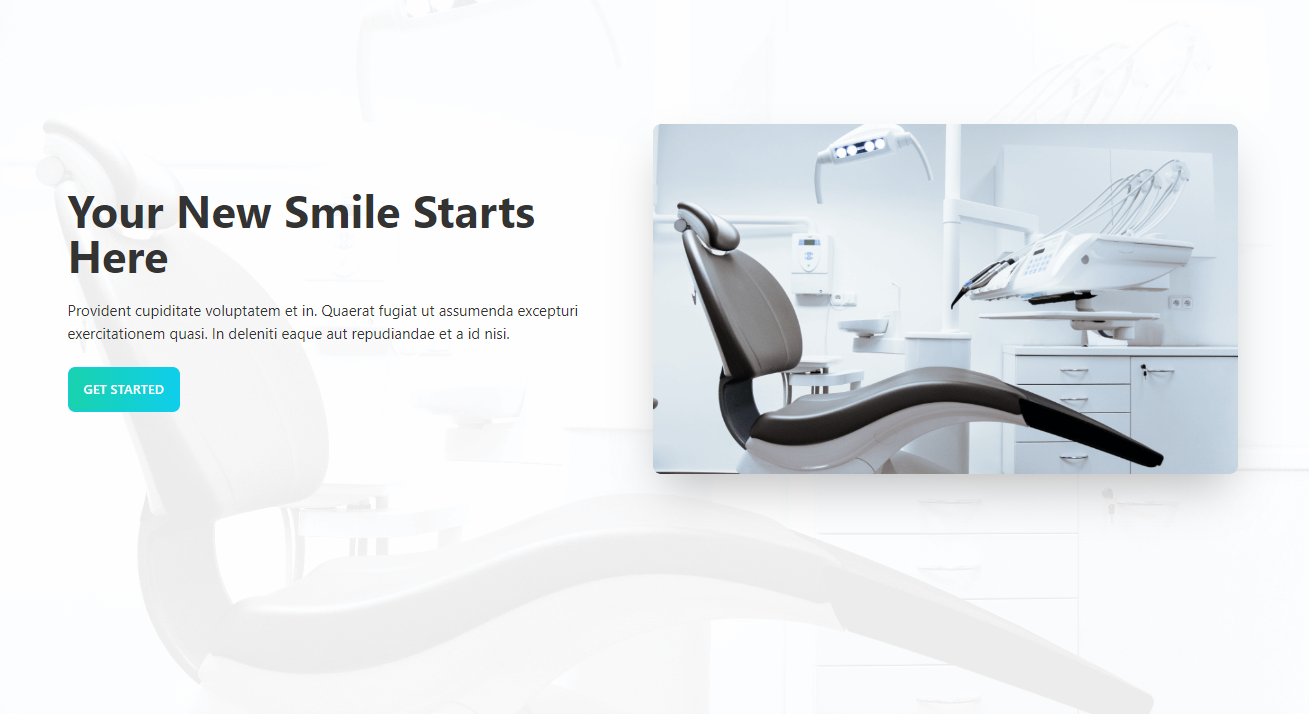 Your New Smile Starts
Here
Provident cupiditate voluptatem et in. Quaerat fugiat ut assumenda excepturi
exercitationem quasi. In deleniti eaque aut repudiandae et a id nisi.
GET STARTED